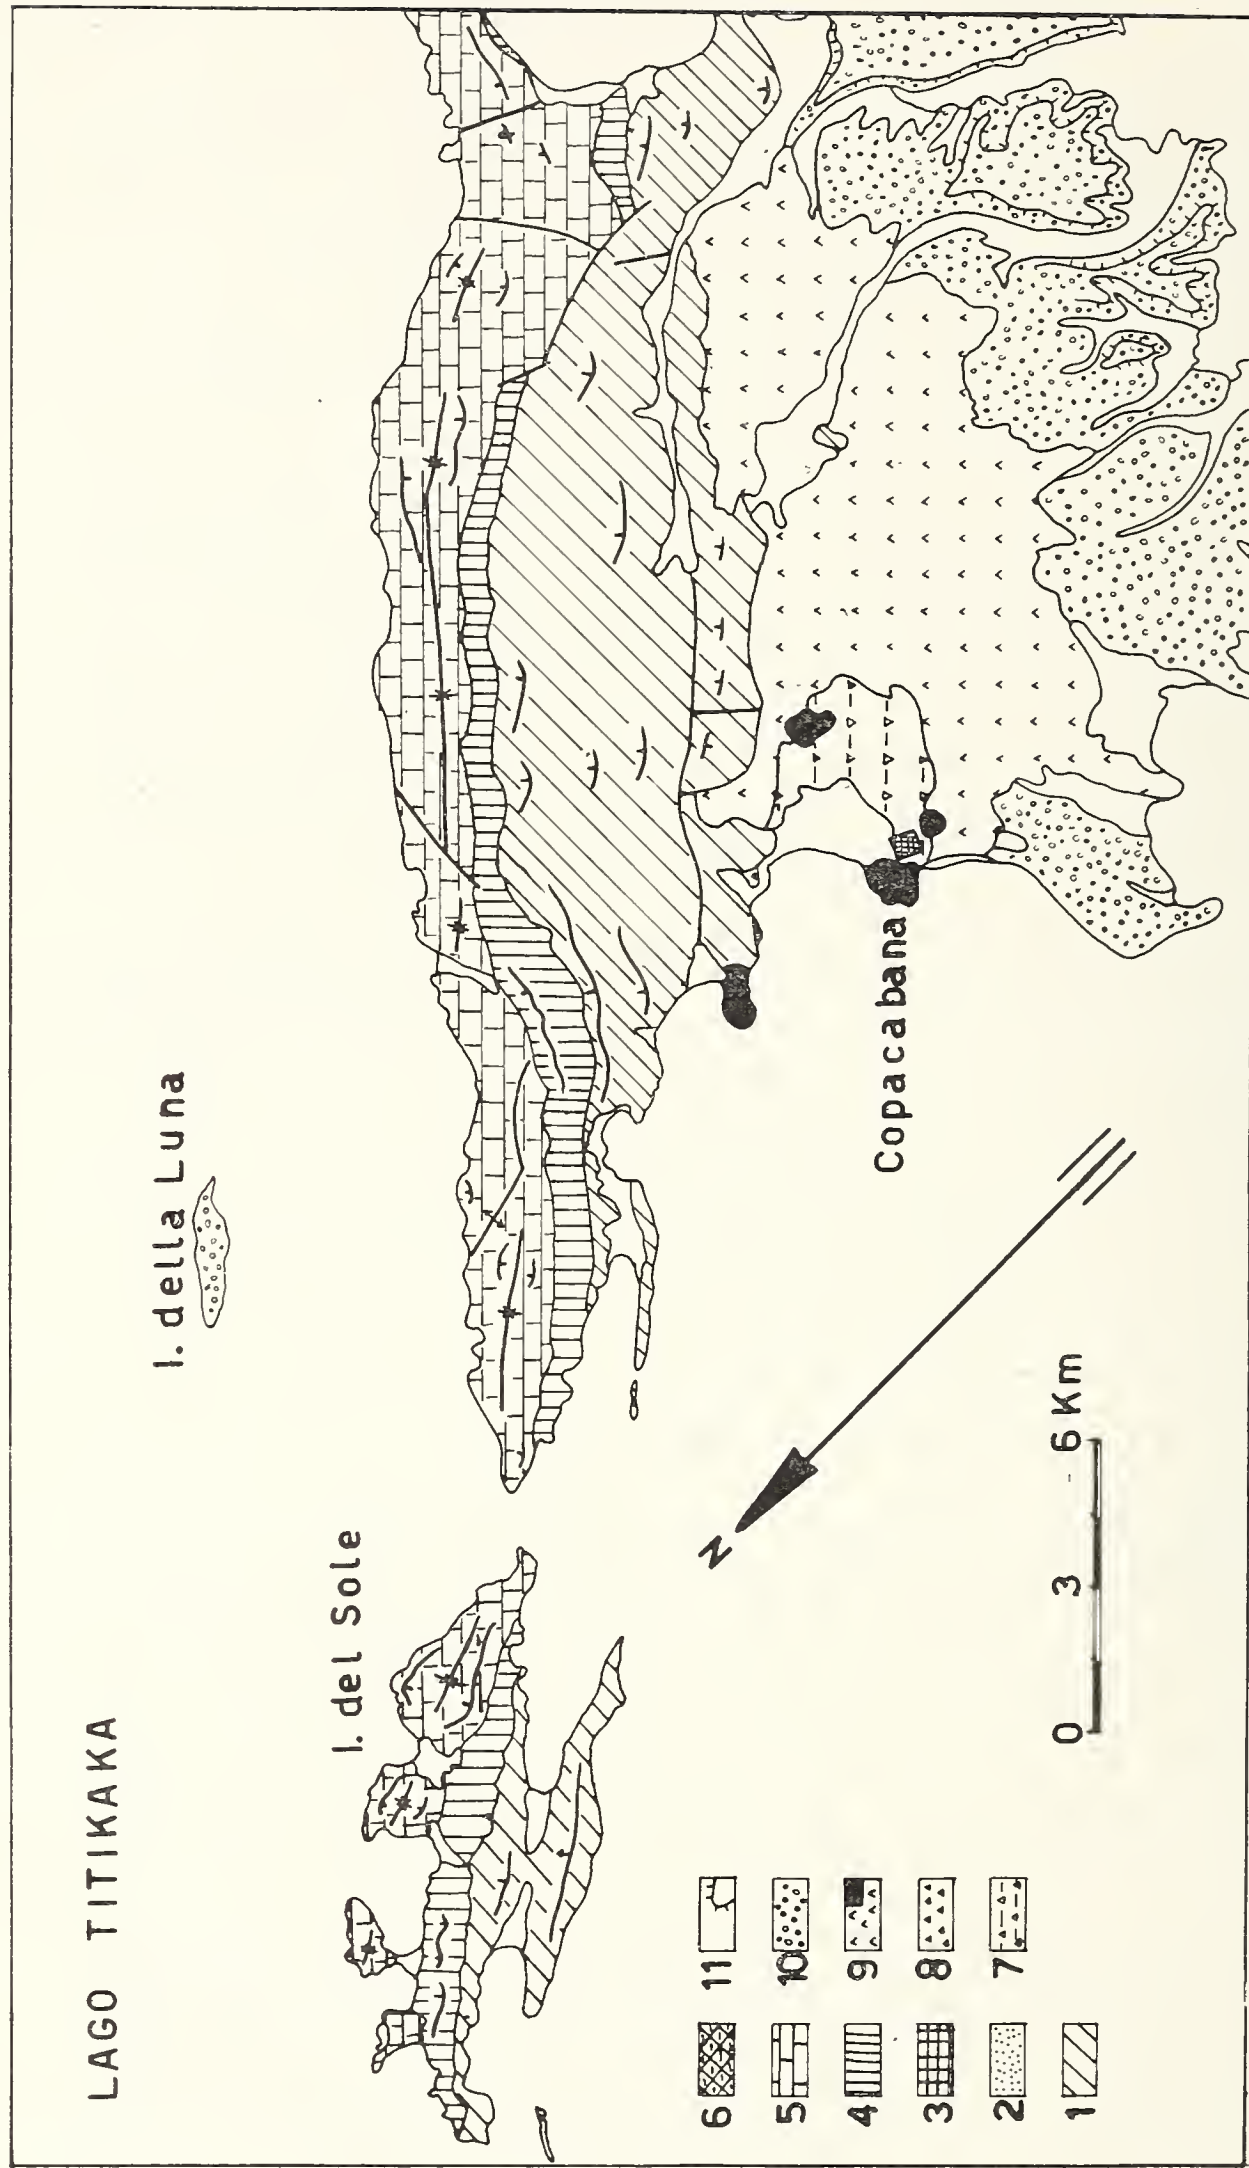 LAGO TITIKAKA
I. della Luna
I. del Sole
Copacabana
N
0 3 6 Km
6 11
5 10
4 9
3 8
2 7
1